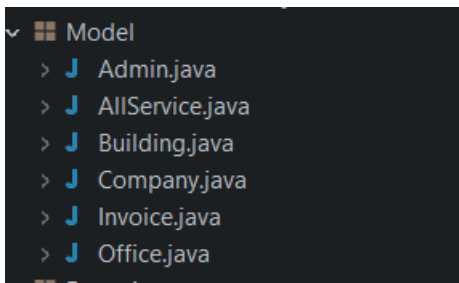 Model
J Admin.java
J AllService.java
J Building.java
J Company.java
J Invoice.java
J Office.java